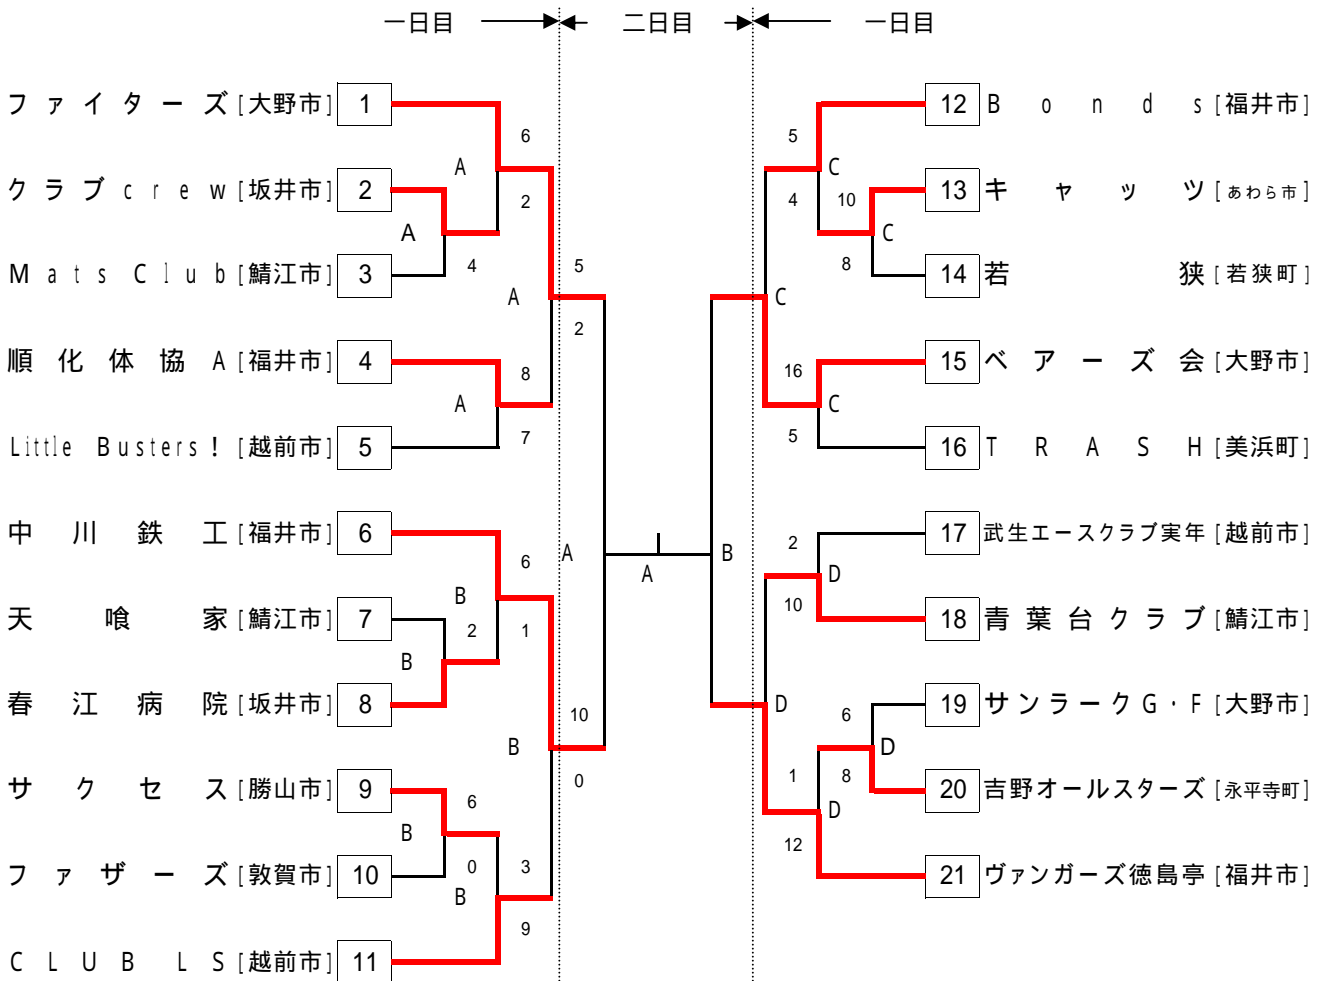 一日目 二日目 一日目
ファイターズ[大野市] 1
クラブcrew[坂井市] 2
Mats Club[鯖江市] 3
順化体協A[福井市] 4
Little Busters![越前市] 5
中川鉄工[福井市] 6
天喰家[鯖江市] 7
春江病院[坂井市] 8
サクセス[勝山市] 9
ファザーズ[敦賀市] 10
CLUB LS[越前市] 11
6
A
2
A
4
A
5
2
8
A
7
6
B
1
2
B
A
10
0
B
6
B
0
3
B
9
A
B
5
C
4
10
C
8
C
16
C
5
2
D
10
D
6
D
8
1
D
12
12 Bonds[福井市]
13 キャッツ[あわら市]
14 若狭[若狭町]
15 ベアーズ会[大野市]
16 TRASH[美浜町]
17 武生エースクラブ実年[越前市]
18 青葉台クラブ[鯖江市]
19 サンラークG・F[大野市]
20 吉野オールスターズ[永平寺町]
21 ヴァンガーズ徳島亭[福井市]